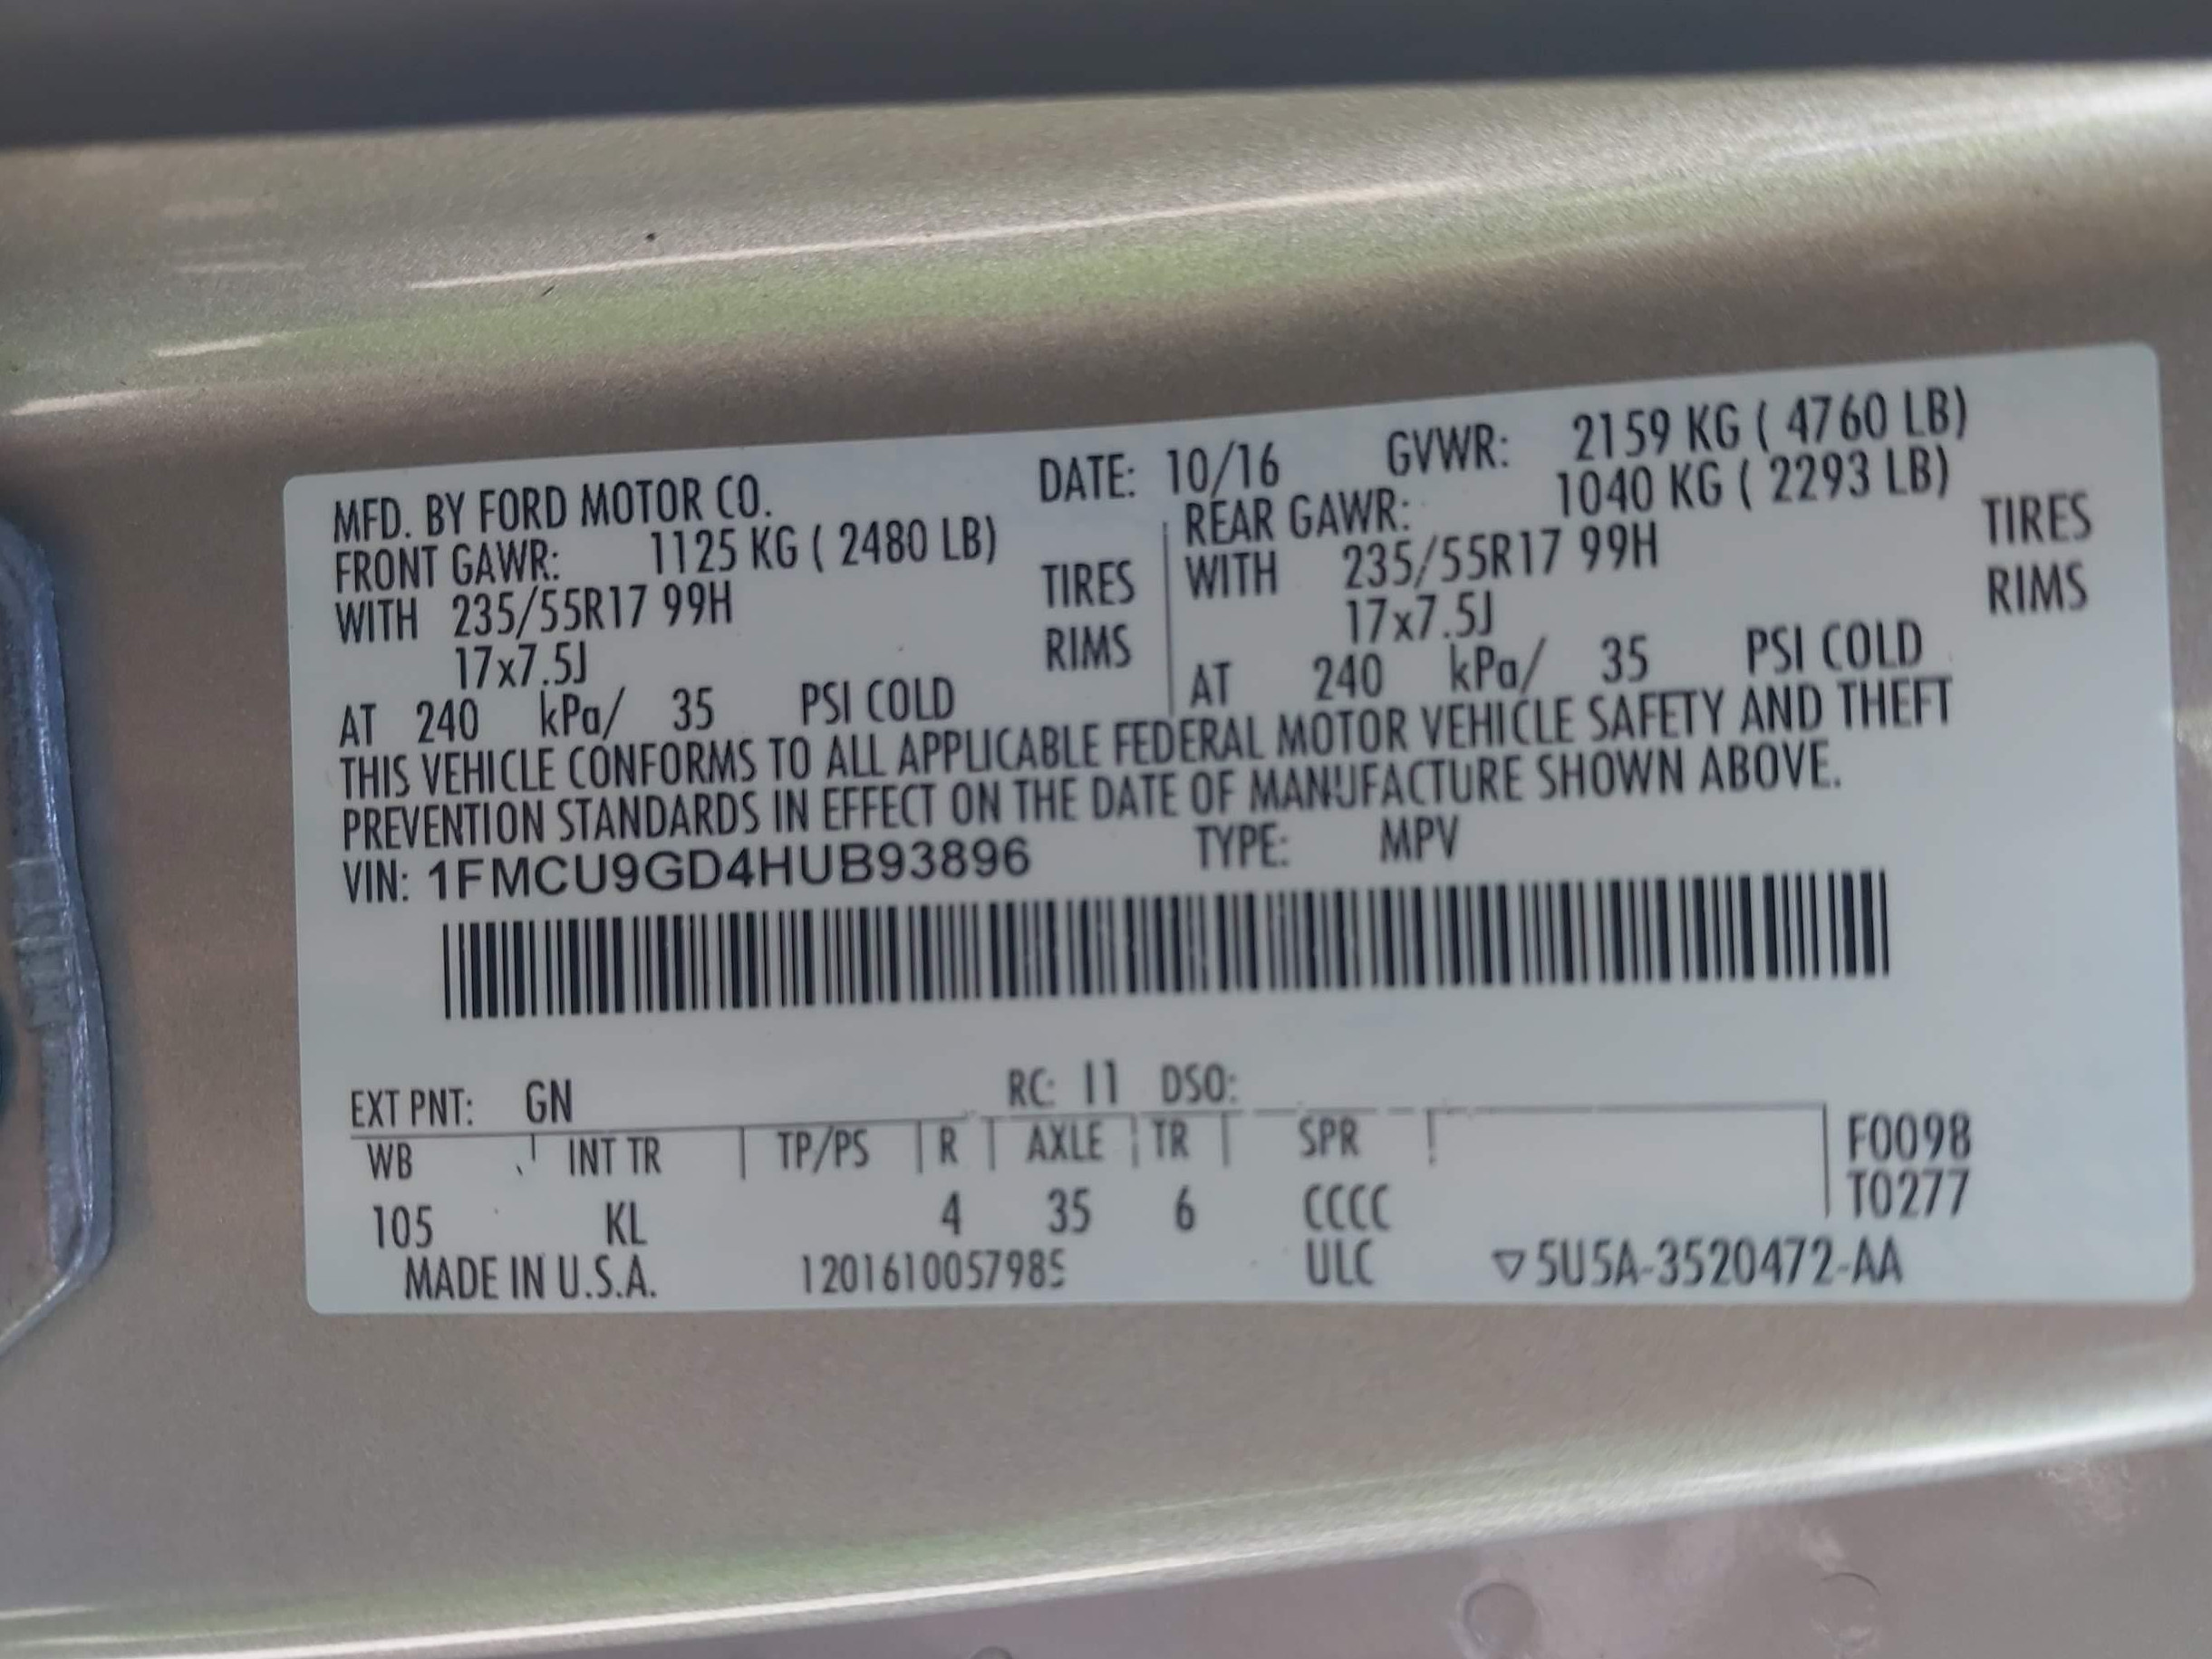 MFD. BY FORD MOTOR CO. DATE: 10/16 GVWR: 2159 KG ( 4760 LB)
FRONT GAWR: 1125 KG ( 2480 LB) REAR GAWR: 1040 KG ( 2293 LB)
WITH 235/55R17 99H TIRES WITH 235/55R17 99H TIRES
17x7.5J RIMS 17x7.5J RIMS
AT 240 kPa/ 35 PSI COLD AT 240 kPa/ 35 PSI COLD
THIS VEHICLE CONFORMS TO ALL APPLICABLE FEDERAL MOTOR VEHICLE SAFETY AND THEFT
PREVENTION STANDARDS IN EFFECT ON THE DATE OF MANUFACTURE SHOWN ABOVE.
VIN: 1FMCU9GD4HUB93896 TYPE: MPV
EXT PNT: GN RC: 11 DSO:
WB INT TR TP/PS R AXLE TR SPR F0098
105 KL 4 35 6 CCCC T0277
MADE IN U.S.A. 1201610057985 ULC ▽5U5A-3520472-AA